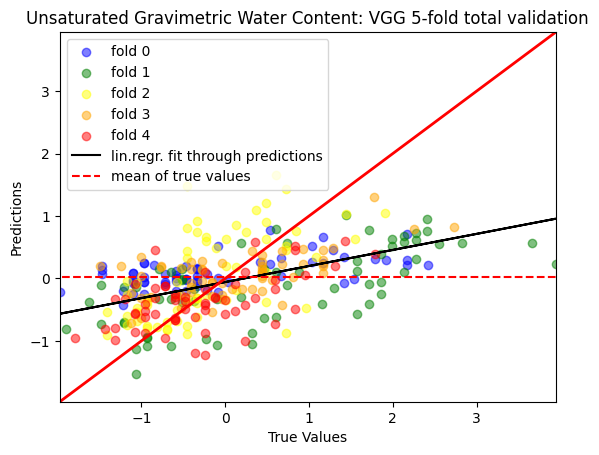 Unsaturated Gravimetric Water Content: VGG 5-fold total validation
fold 0
fold 1
fold 2
fold 3
fold 4
lin.regr. fit through predictions
mean of true values
3
2
1
0
−1
Predictions
−1
0
1
2
3
True Values